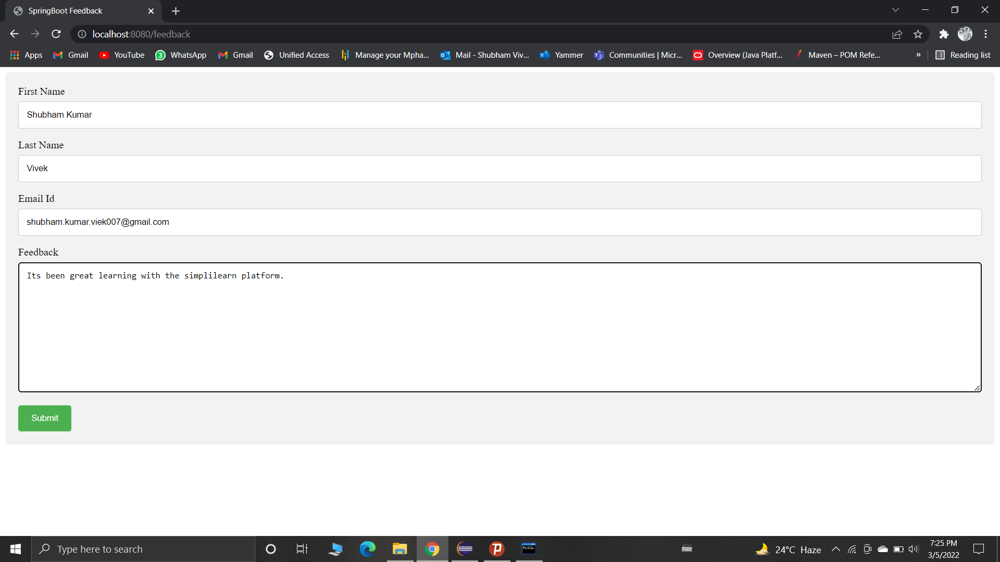 SpringBoot Feedback
localhost:8080/feedback
Apps Gmail YouTube 3 WhatsApp Gmail Unified Access Manage your Mpha... Mail - Shubham Viv... Yammer Communities | Micr... Overview (Java Platf... Maven – POM Refe... » Reading list
First Name
Shubham Kumar
Last Name
Vivek
Email Id
shubham.kumar.viek007@gmail.com
Feedback
Its been great learning with the simplilearn platform.
Submit
Type here to search
MySQL
24°C Haze
7:25 PM
3/5/2022